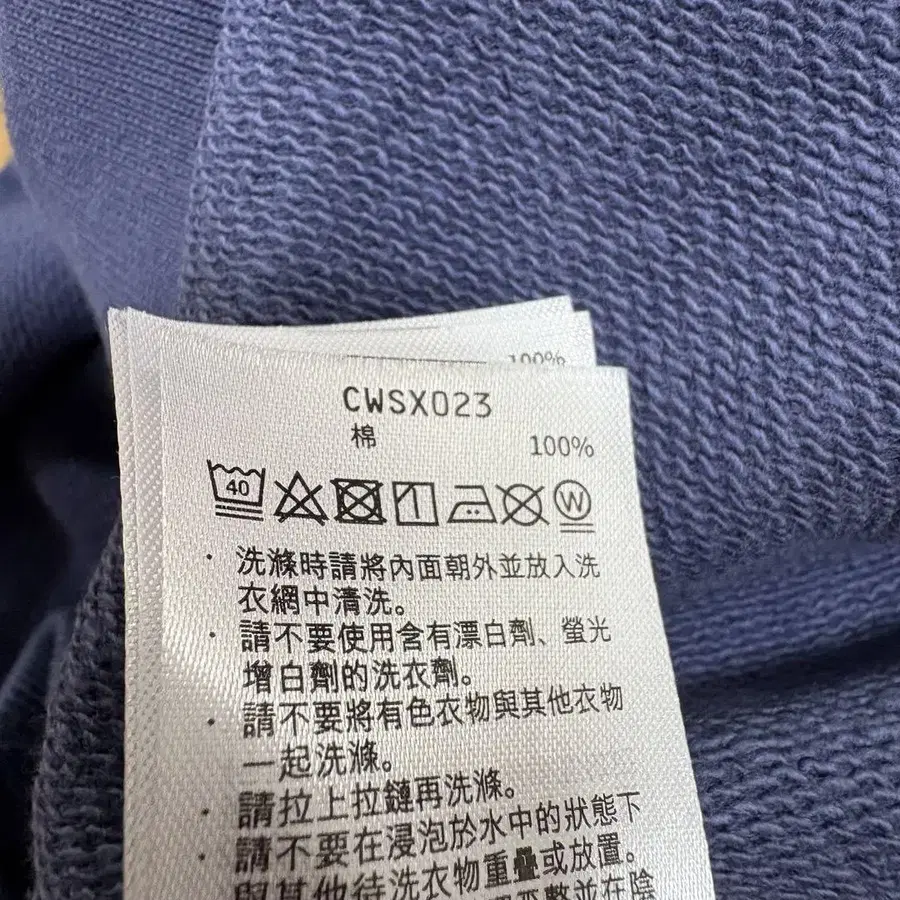 100%
CWSX023
棉 100%
40
W
· 洗滌時請將內面朝外並放入洗
衣網中清洗。
· 請不要使用含有漂白劑、螢光
增白劑的洗衣劑。
· 請不要將有色衣物與其他衣物
一起洗滌。
· 請拉上拉鏈再洗滌。
· 請不要在浸泡於水中的狀態下
與其他待洗衣物重疊或放置。
整並在陰